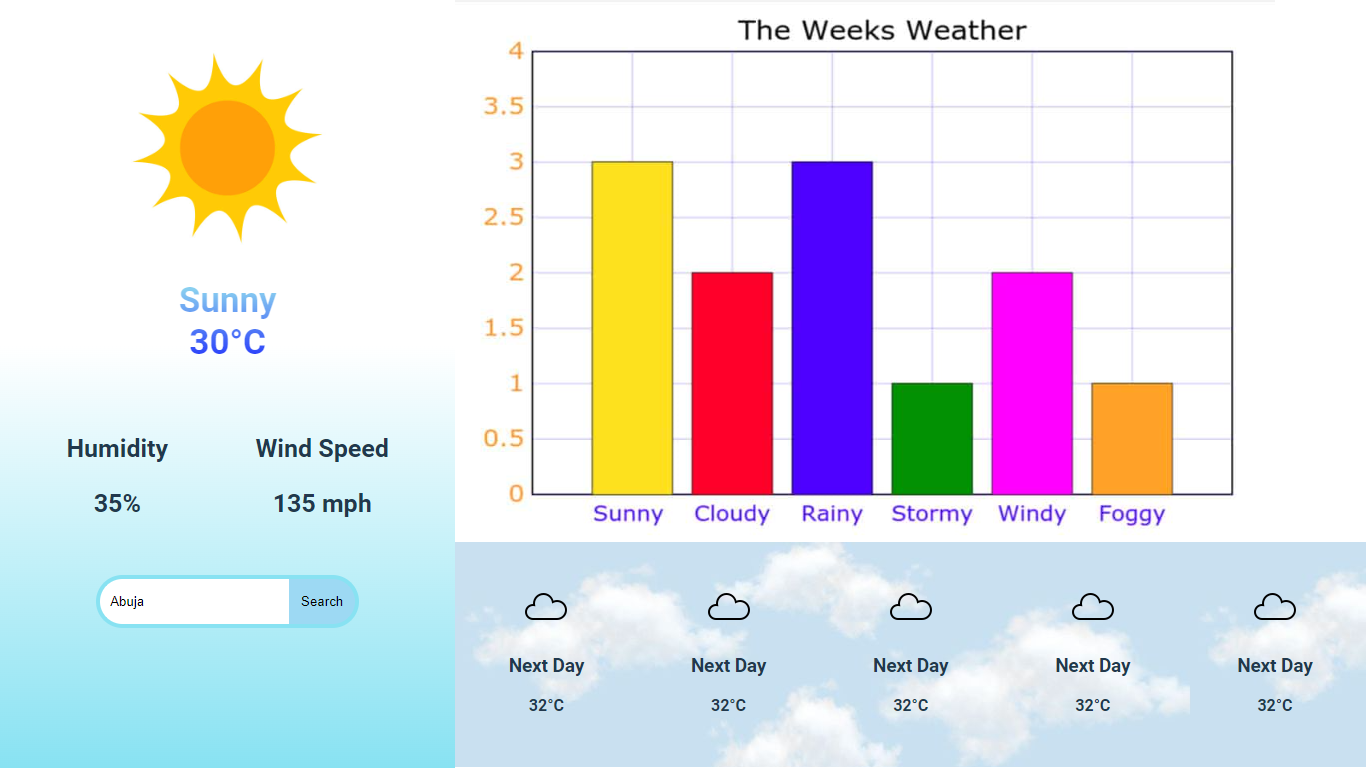 Sunny
30°C
Humidity Wind Speed
35% 135 mph
Abuja Search
The Weeks Weather
4
3.5
3
2.5
2
1.5
1
0.5
0
Sunny Cloudy Rainy Stormy Windy Foggy
Next Day Next Day Next Day Next Day Next Day
32°C 32°C 32°C 32°C 32°C